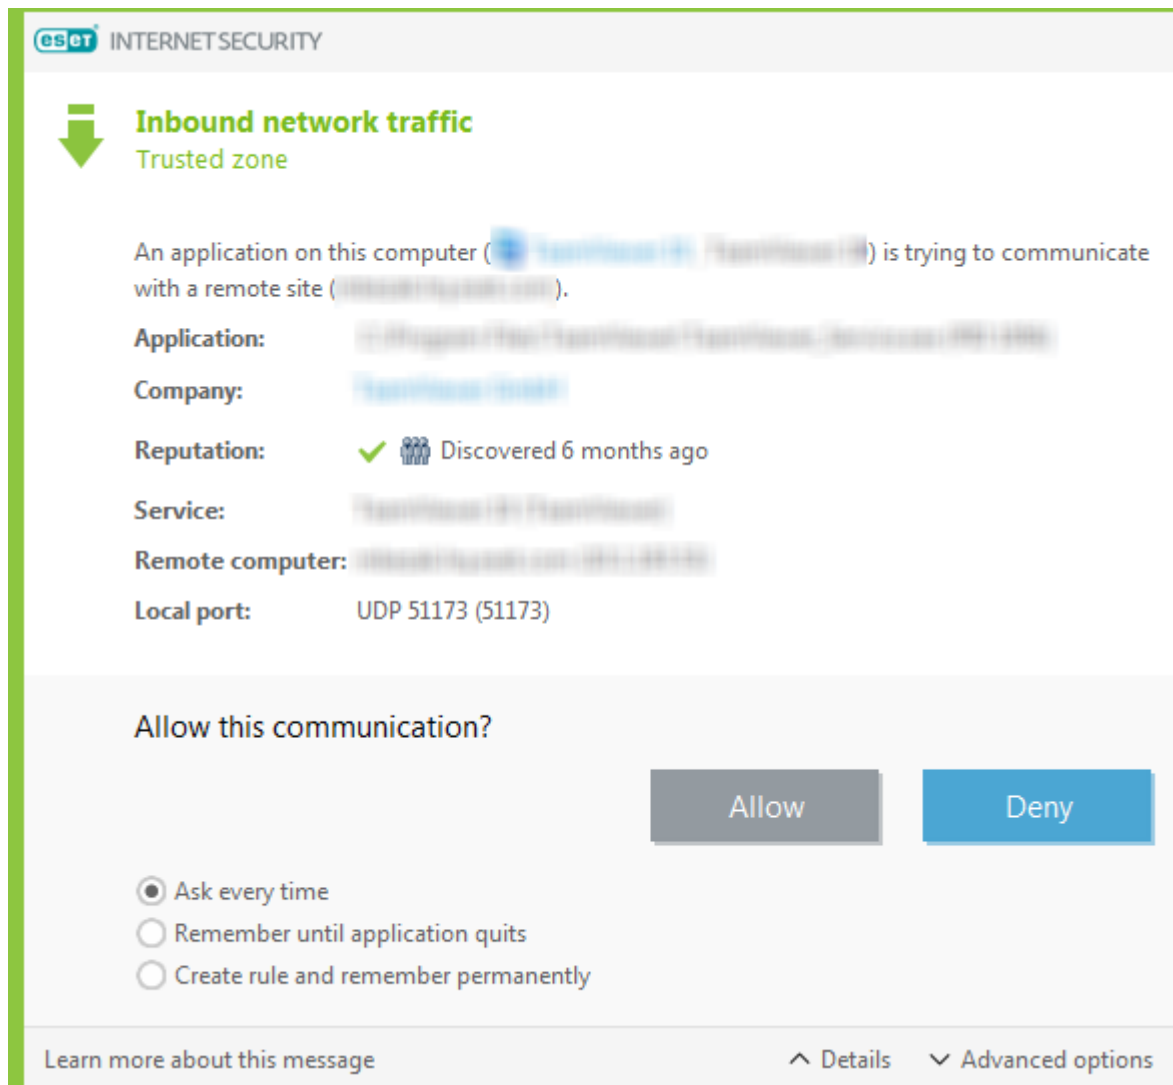 eset INTERNET SECURITY
Inbound network traffic
Trusted zone
An application on this computer ( ) is trying to communicate
with a remote site ( ).
Application:
Company:
Reputation: Discovered 6 months ago
Service:
Remote computer:
Local port: UDP 51173 (51173)
Allow this communication?
Allow Deny
Ask every time
Remember until application quits
Create rule and remember permanently
Learn more about this message Details Advanced options